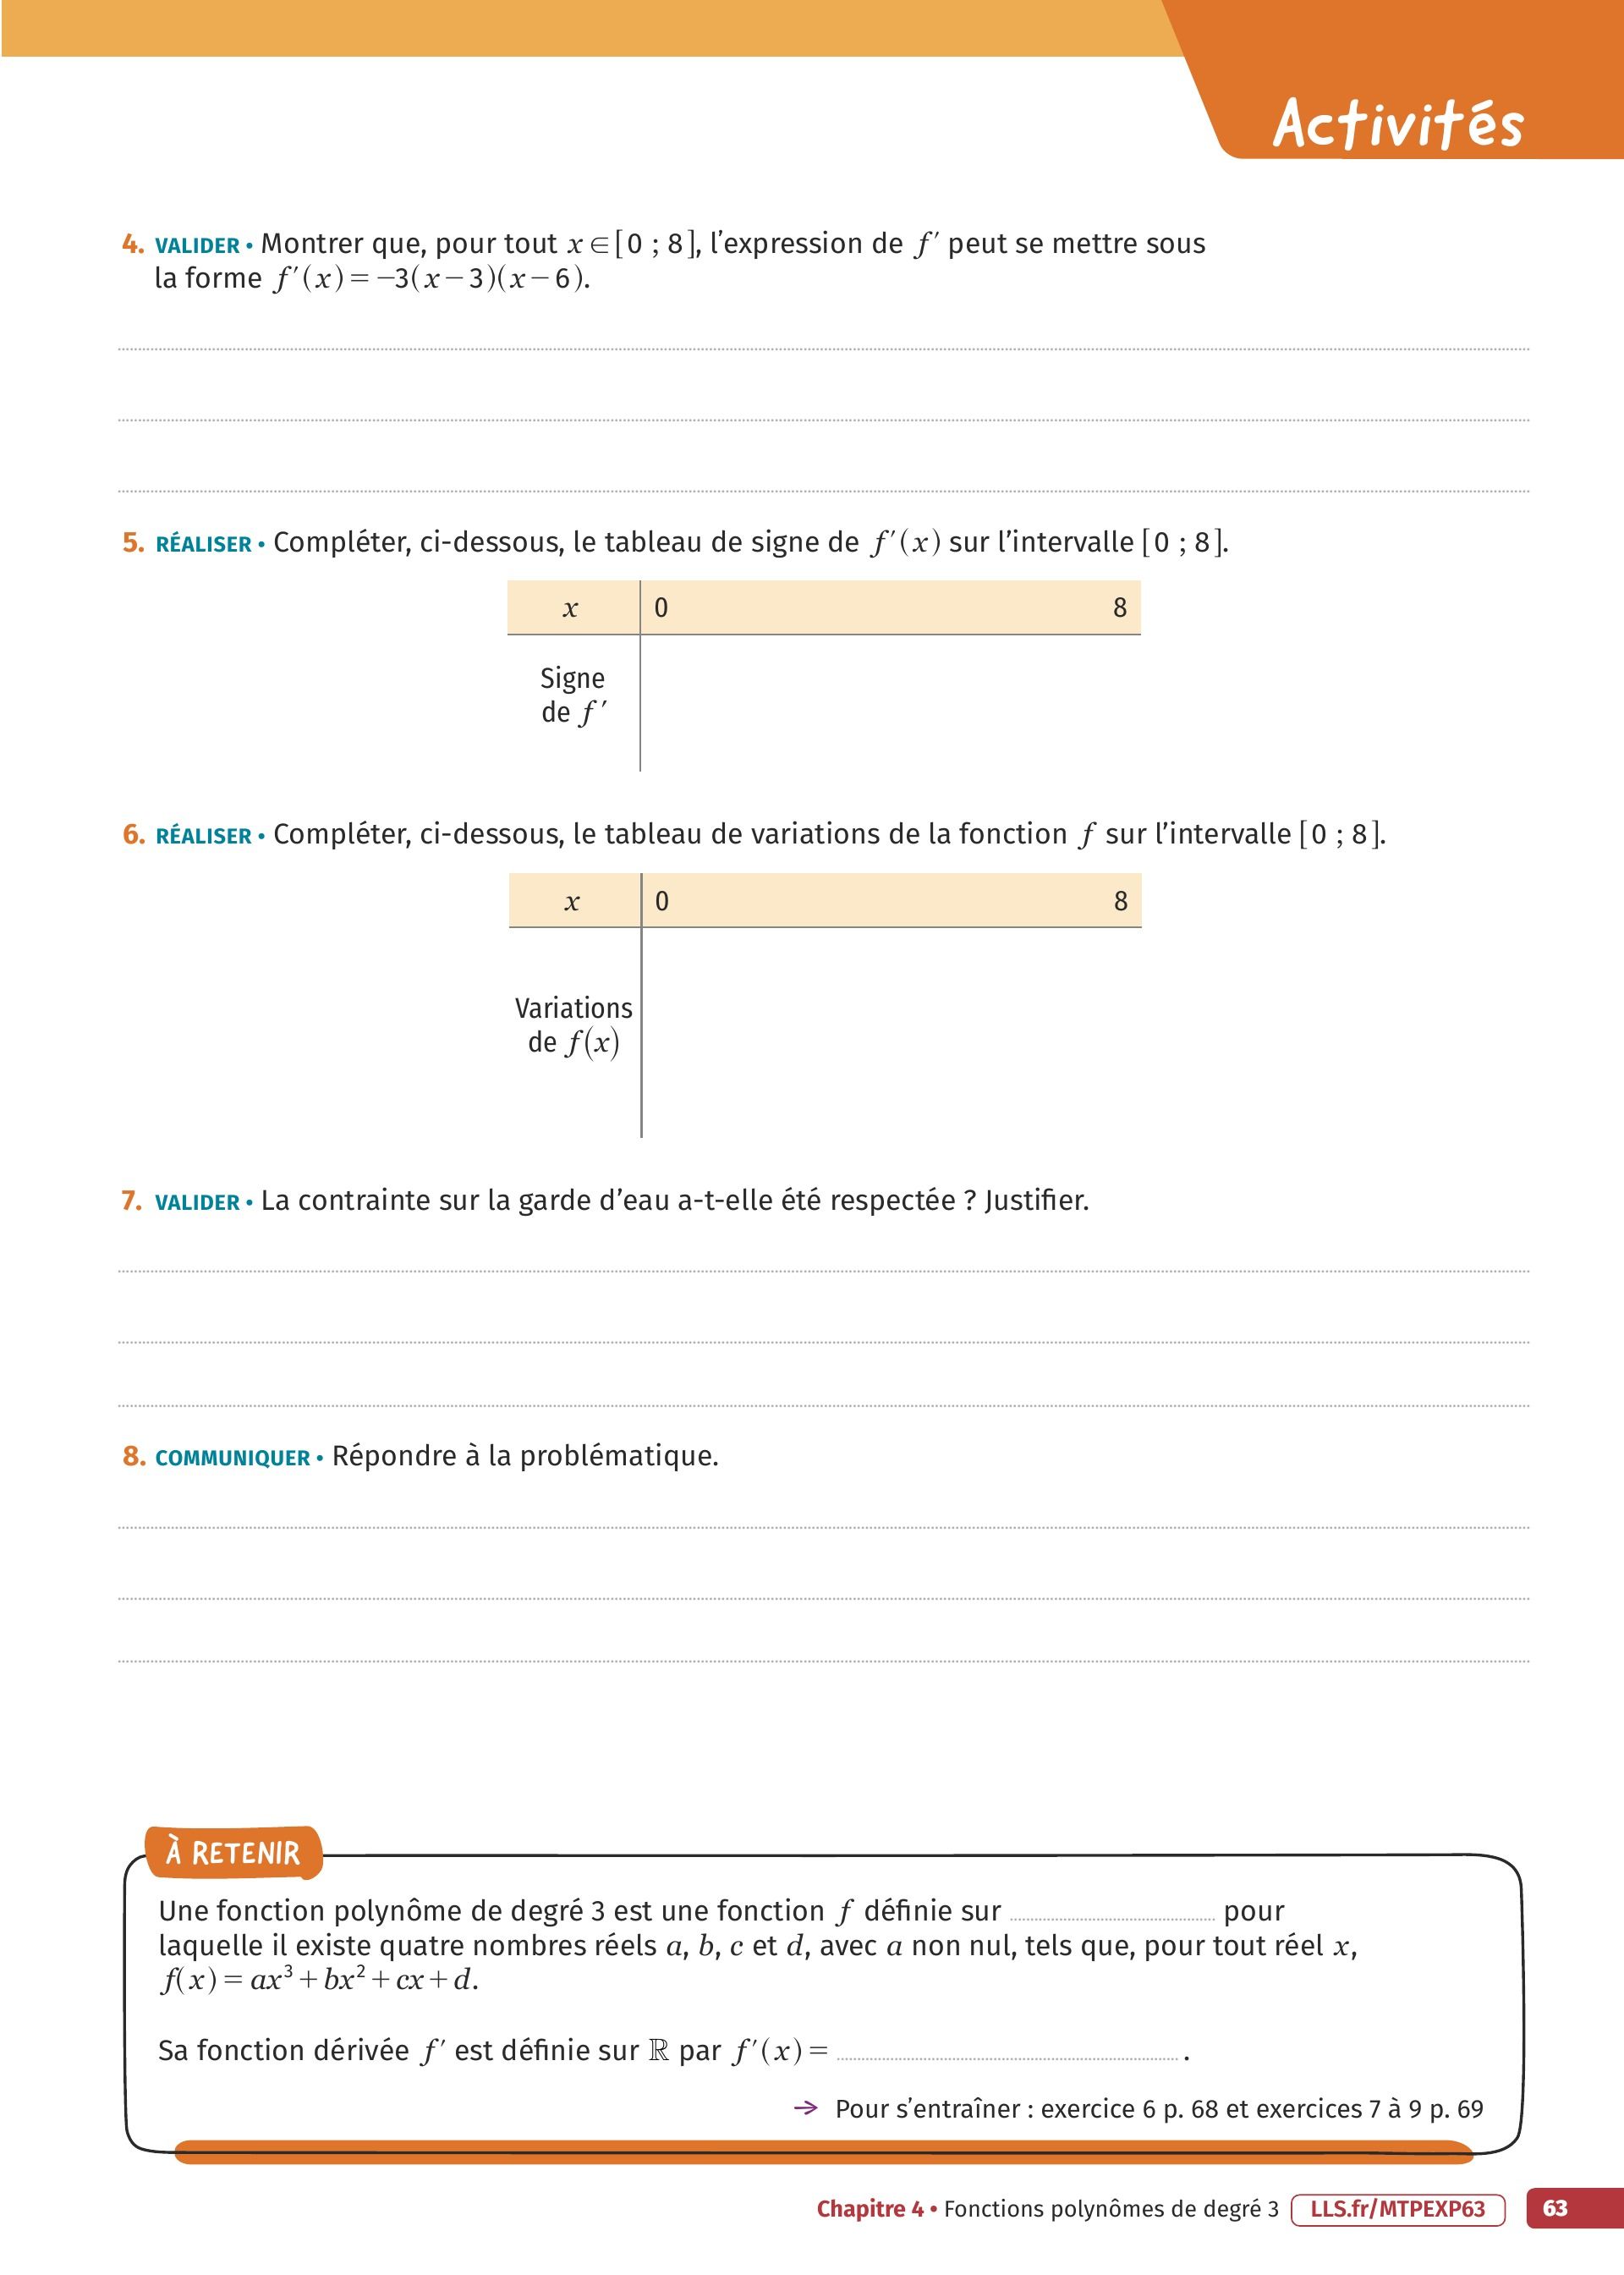 Activités
4. VALIDER • Montrer que, pour tout x ∈ [0 ; 8], l’expression de f′ peut se mettre sous
la forme f′(x) = −3(x − 3)(x − 6).
5. RÉALISER • Compléter, ci-dessous, le tableau de signe de f′(x) sur l’intervalle [0 ; 8].
x 0 8
Signe
de f′
6. RÉALISER • Compléter, ci-dessous, le tableau de variations de la fonction f sur l’intervalle [0 ; 8].
x 0 8
Variations
de f(x)
7. VALIDER • La contrainte sur la garde d’eau a-t-elle été respectée ? Justifier.
8. COMMUNIQUER • Répondre à la problématique.
À RETENIR
Une fonction polynôme de degré 3 est une fonction f définie sur ........................ pour
laquelle il existe quatre nombres réels a, b, c et d, avec a non nul, tels que, pour tout réel x,
f(x) = ax³ + bx² + cx + d.
Sa fonction dérivée f′ est définie sur ℝ par f′(x) = ........................ .
→ Pour s’entraîner : exercice 6 p. 68 et exercices 7 à 9 p. 69
Chapitre 4 • Fonctions polynômes de degré 3 LLS.fr/MTPEXP63 63